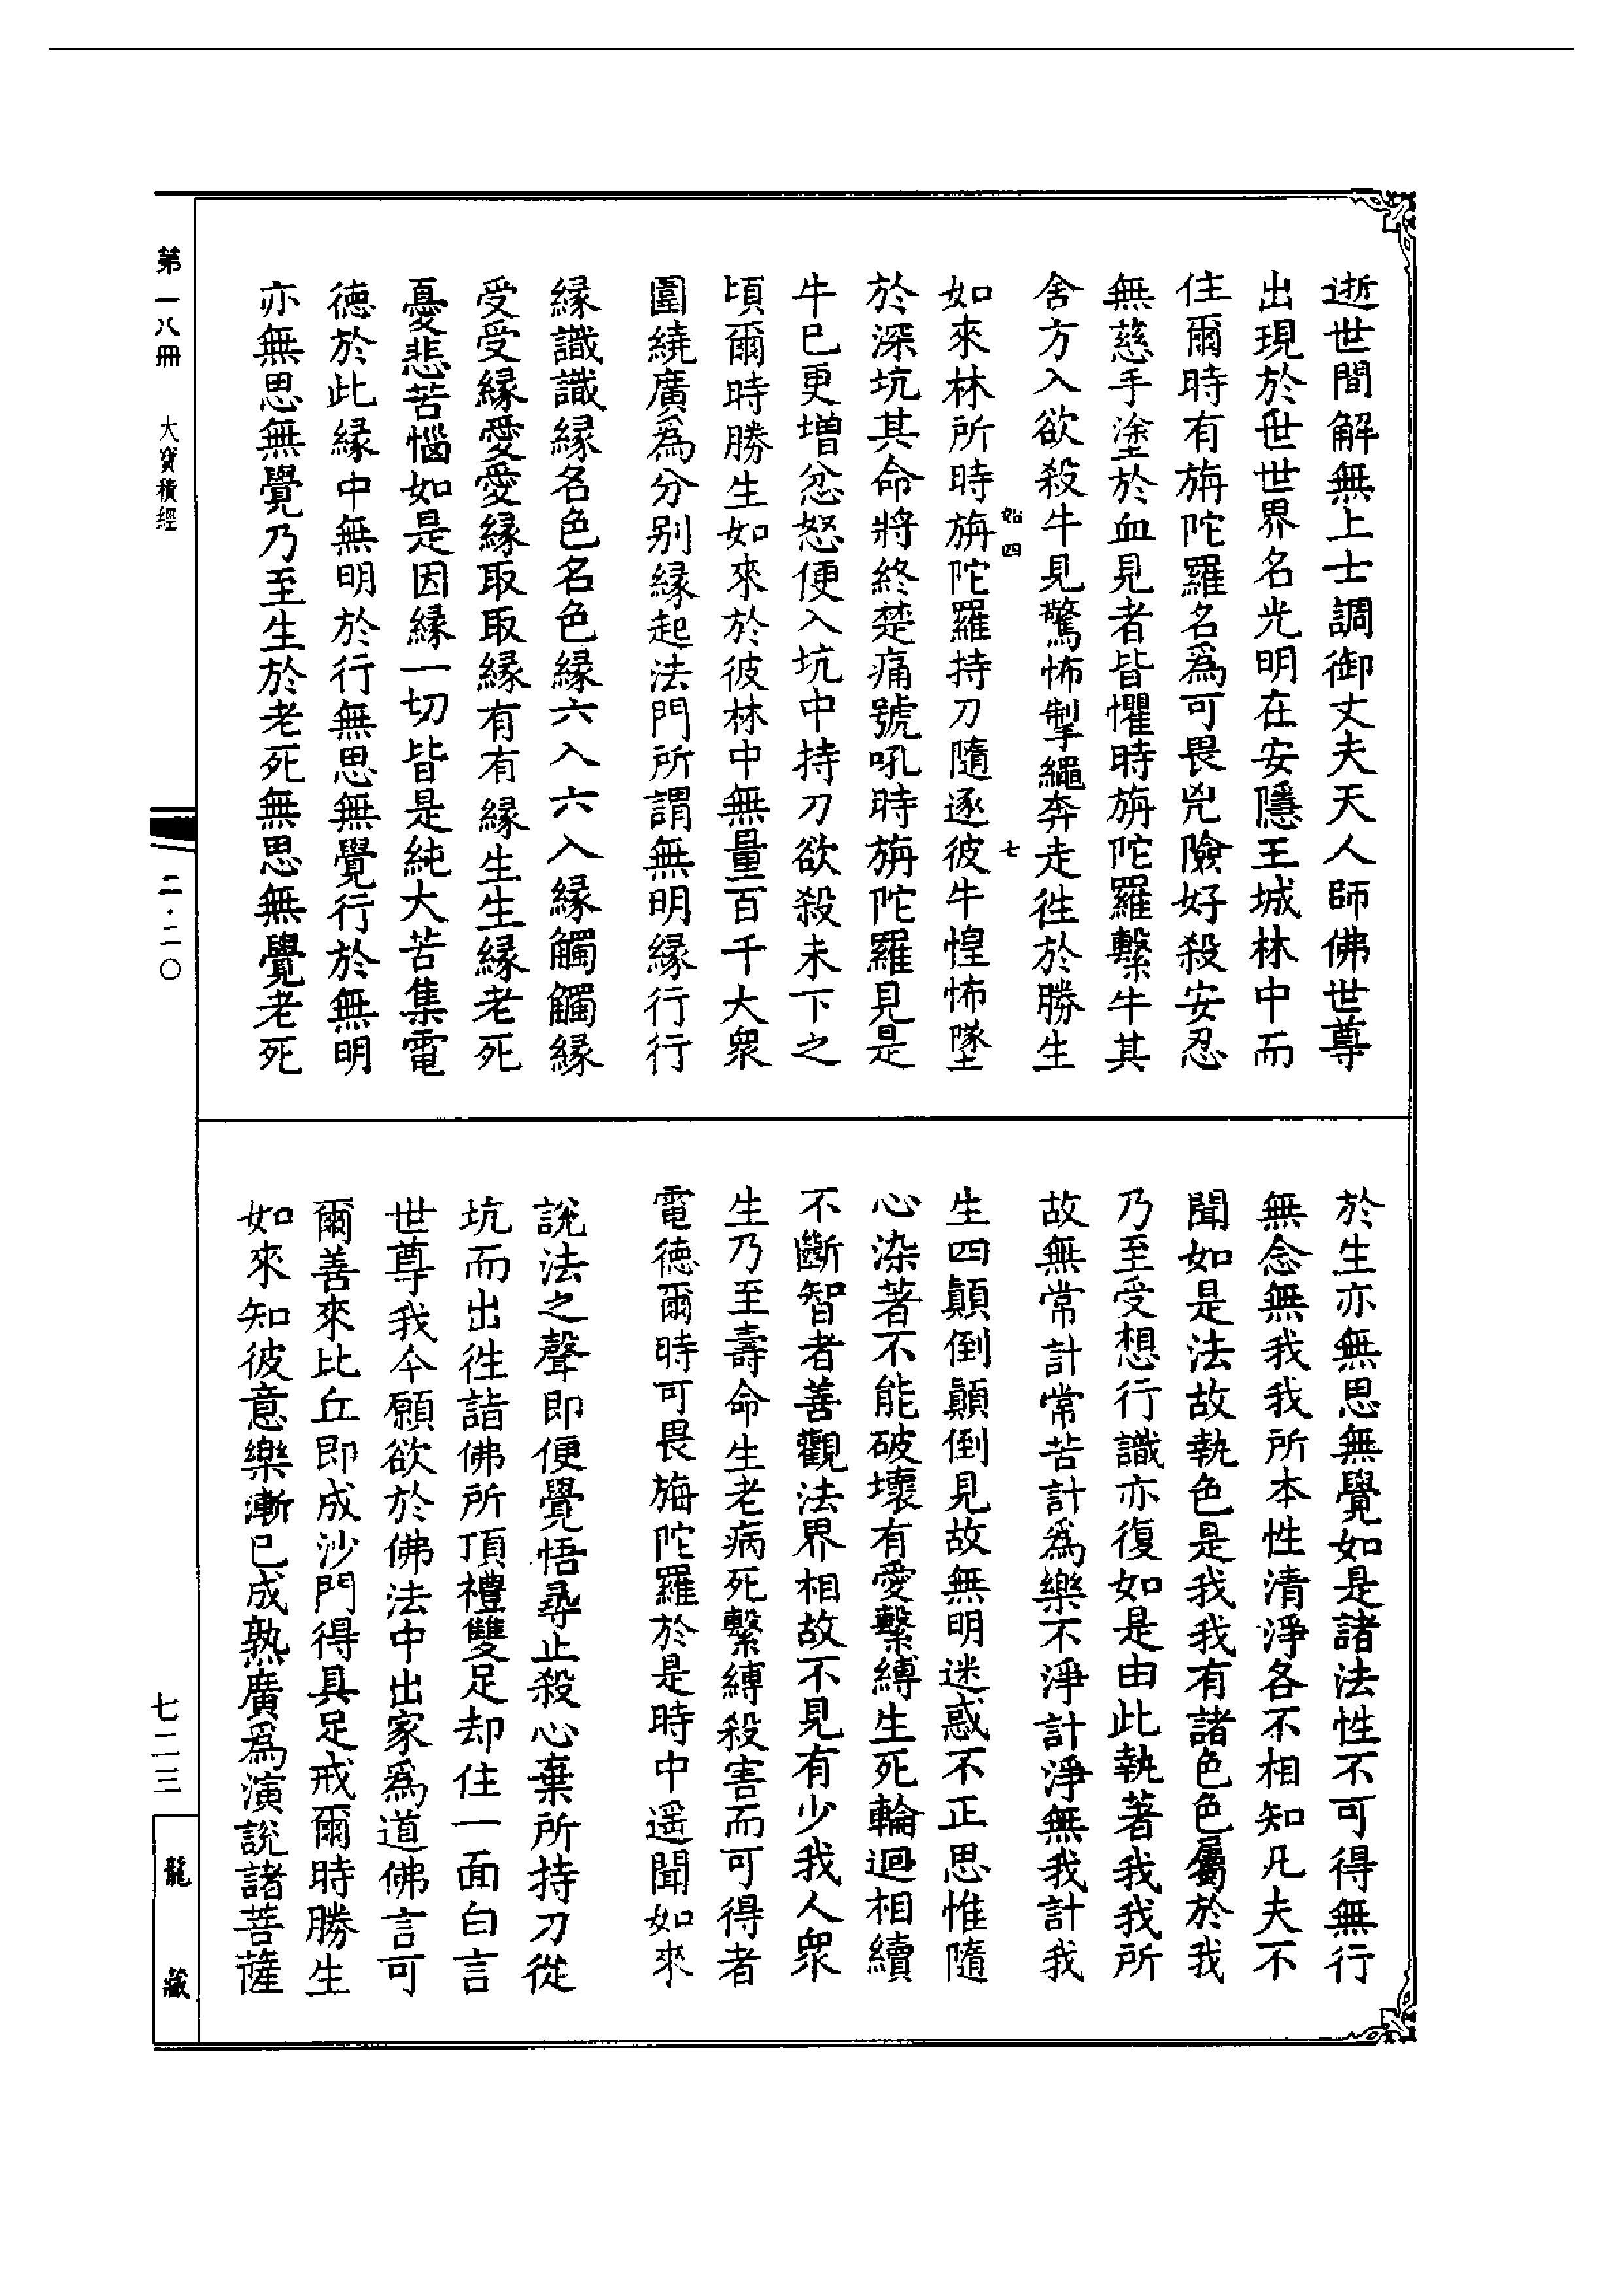 逝世間解無上士調御丈夫天人師佛世尊
出現於世世界名光明在安隱王城林中而
住爾時有旃陀羅名為可畏兇險好殺安忍
無慈手塗於血見者皆懼時旃陀羅繫牛其
舍方入欲殺牛見驚怖掣繩奔走徃於勝生
始四 七
如來林所時旃陀羅持刀隨逐彼牛惶怖墜
於深坑其命將終楚痛號吼時旃陀羅見是
牛已更增忿怒便入坑中持刀欲殺未下之
頃爾時勝生如來於彼林中無量百千大衆
圍繞廣為分別緣起法門所謂無明緣行行
緣識識緣名色名色緣六入六入緣觸觸緣
受受緣愛愛緣取取緣有有緣生生緣老死
憂悲苦惱如是因緣一切皆是純大苦集電
德於此緣中無明於行無思無覺行於無明
亦無思無覺乃至生於老死無思無覺老死
於生亦無思無覺如是諸法性不可得無行
無念無我我所本性清淨各不相知凡夫不
聞如是法故執色是我我有諸色色屬於我
乃至受想行識亦復如是由此執著我我所
故無常計常苦計為樂不淨計淨無我計我
生四顛倒顛倒見故無明迷惑不正思惟隨
心染著不能破壞有愛繫縛生死輪迴相續
不斷智者善觀法界相故不見有少我人衆
生乃至壽命生老病死繫縛殺害而可得者
電德爾時可畏旃陀羅於是時中遥聞如來
說法之聲即便覺悟尋止殺心棄所持刀從
坑而出徃詣佛所頂禮雙足却住一面白言
世尊我今願欲於佛法中出家為道佛言可
爾善來比丘即成沙門得具足戒爾時勝生
如來知彼意樂漸已成熟廣為演說諸菩薩
第一八冊 大寶積經 二·二〇 七二三 龍藏